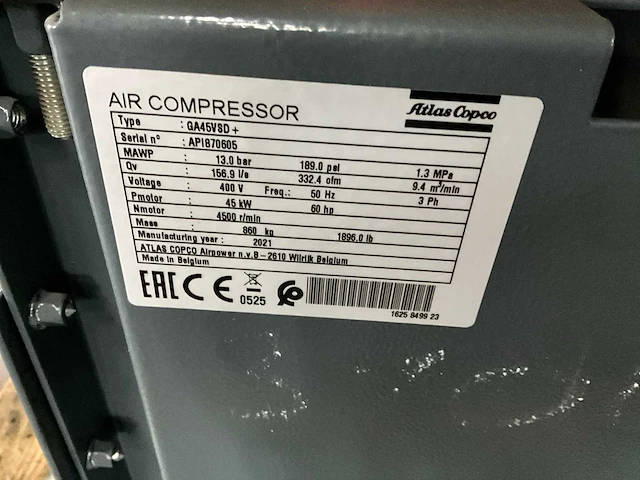 AIR COMPRESSOR Atlas Copco
Type : GA45VSD+
Serial n° : API870605
MAWP : 13.0 bar 189.0 psi 1.3 MPa
Qv : 156.9 l/s 332.4 cfm 9.4 m³/min
Voltage : 400 V Freq.: 50 Hz 3 Ph
Pmotor : 45 kW 60 hp
Nmotor : 4500 r/min
Mass : 860 kg 1896.0 lb
Manufacturing year : 2021
ATLAS COPCO Airpower n.v.B - 2610 Wilrijk Belgium
Made in Belgium
EAC CE 0525
1625 8499 23